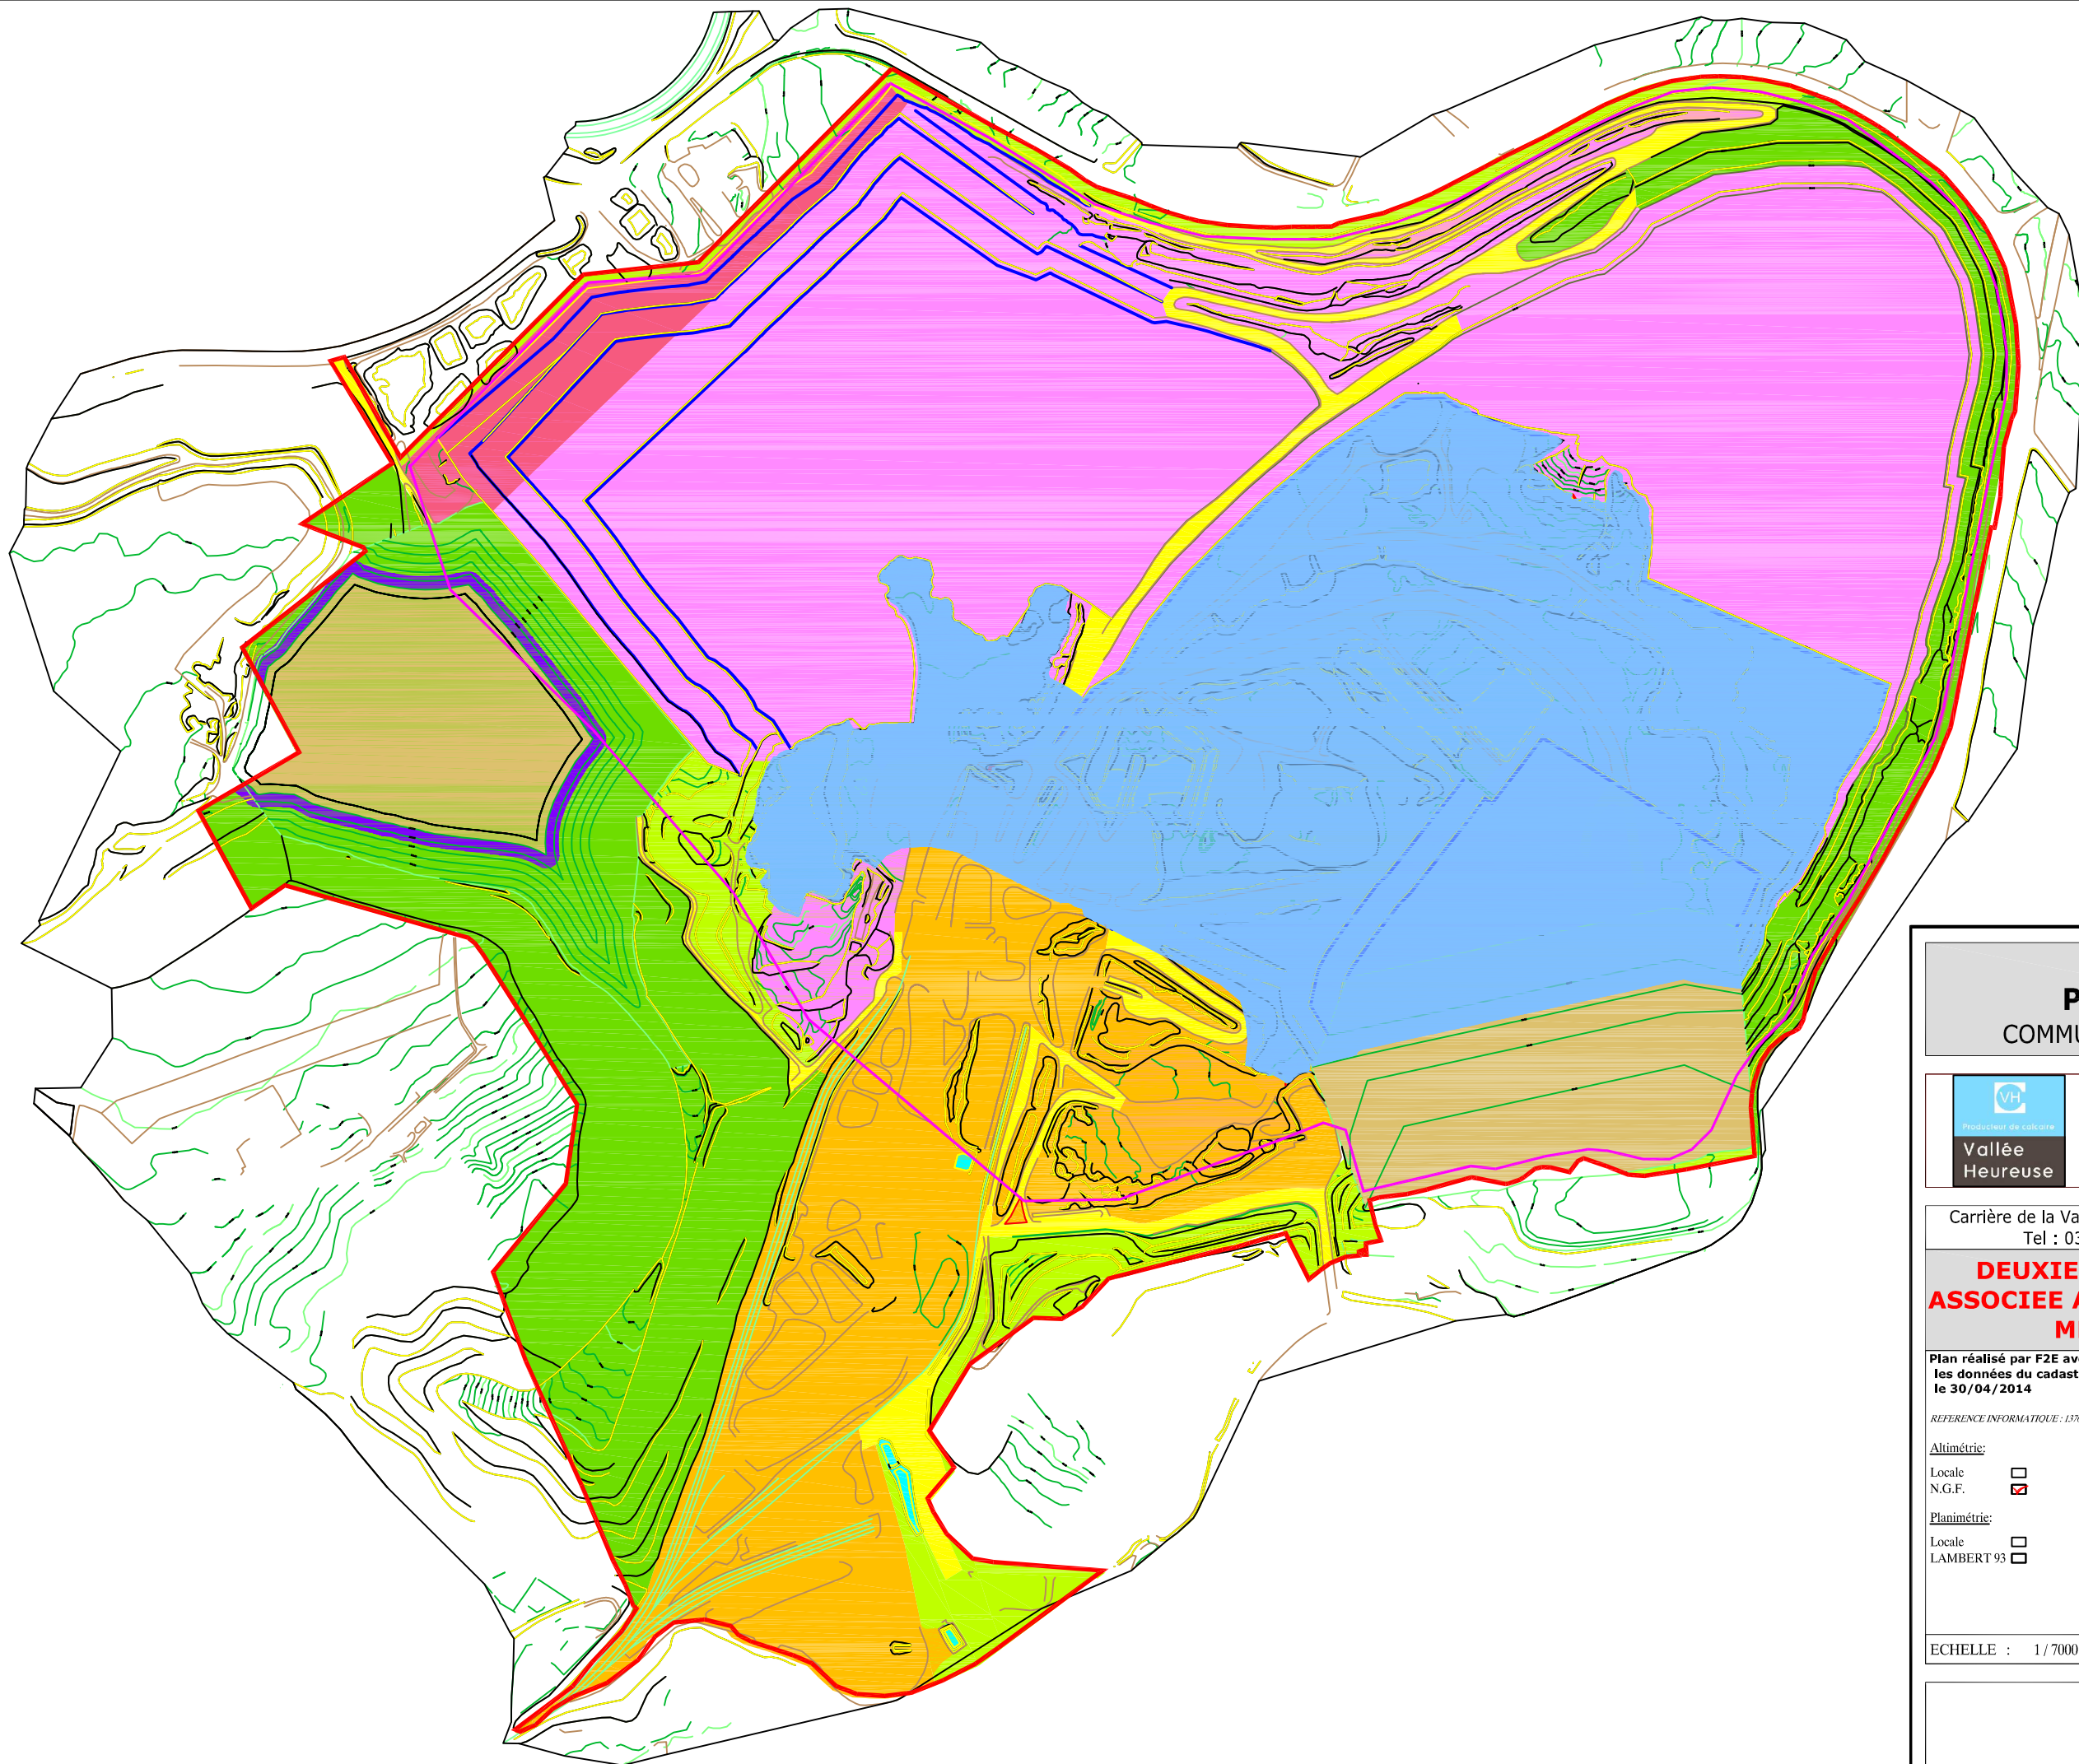 P
COMMU
VH
Producteur de calcaire
Vallée
Heureuse
Carrière de la Va
Tel : 03
DEUXIE
ASSOCIEE A
M
Plan réalisé par F2E av
les données du cadast
le 30/04/2014
REFERENCE INFORMATIQUE : 137
Altimétrie:
Locale
N.G.F.
Planimétrie:
Locale
LAMBERT 93
ECHELLE : 1 / 7000